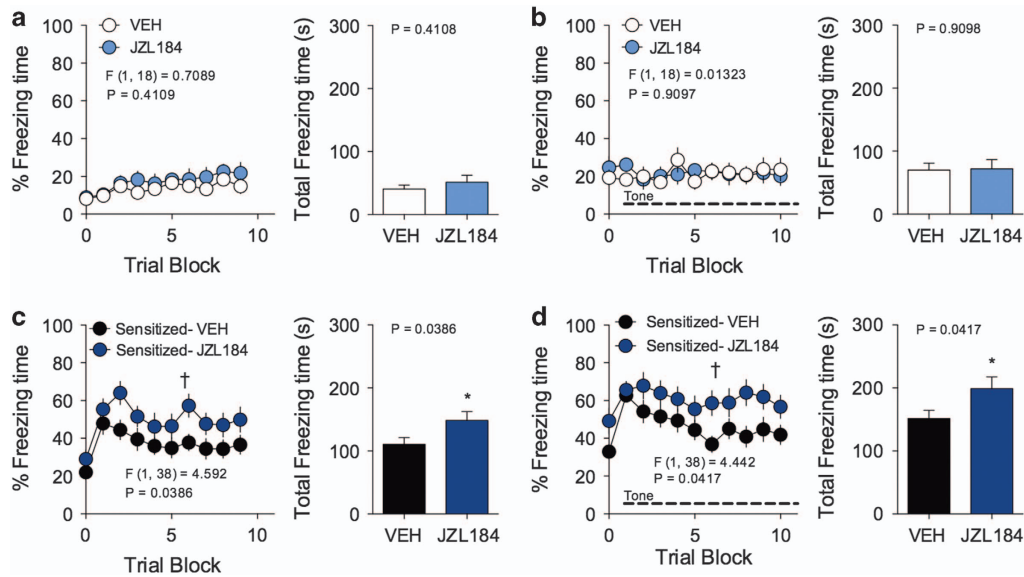 a
100
80
60
40
20
0
% Freezing time
VEH
JZL184
F (1, 18) = 0.7089
P = 0.4109
0
5
10
Trial Block
300
200
100
0
Total Freezing time (s)
P = 0.4108
VEH
JZL184
b
100
80
60
40
20
0
% Freezing time
VEH
JZL184
F (1, 18) = 0.01323
P = 0.9097
Tone
0
5
10
Trial Block
300
200
100
0
Total Freezing time (s)
P = 0.9098
VEH
JZL184
c
100
80
60
40
20
0
% Freezing time
Sensitized- VEH
Sensitized- JZL184
†
F (1, 38) = 4.592
P = 0.0386
0
5
10
Trial Block
300
200
100
0
Total Freezing time (s)
P = 0.0386
*
VEH
JZL184
d
100
80
60
40
20
0
% Freezing time
Sensitized- VEH
Sensitized- JZL184
†
F (1, 38) = 4.442
P = 0.0417
Tone
0
5
10
Trial Block
300
200
100
0
Total Freezing time (s)
P = 0.0417
*
VEH
JZL184